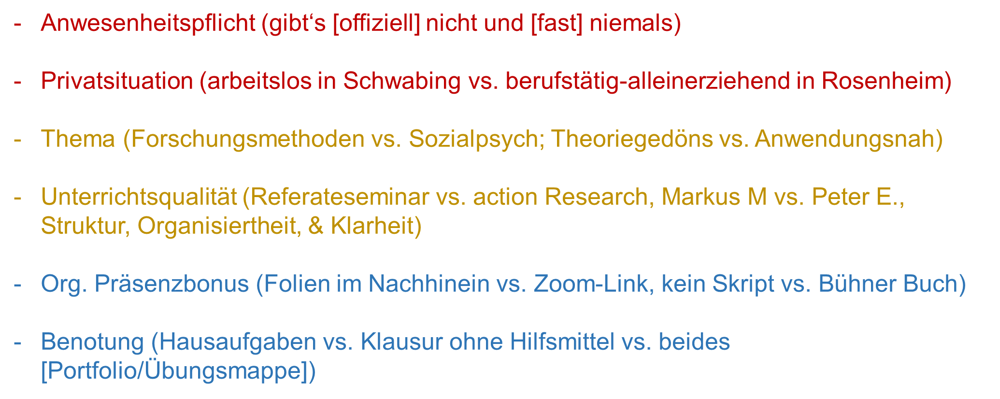 - Anwesenheitspflicht (gibt‘s [offiziell] nicht und [fast] niemals)
- Privatsituation (arbeitslos in Schwabing vs. berufstätig-alleinerziehend in Rosenheim)
- Thema (Forschungsmethoden vs. Sozialpsych; Theoriegedöns vs. Anwendungsnah)
- Unterrichtsqualität (Referateseminar vs. action Research, Markus M vs. Peter E.,
Struktur, Organisiertheit, & Klarheit)
- Org. Präsenzbonus (Folien im Nachhinein vs. Zoom-Link, kein Skript vs. Bühner Buch)
- Benotung (Hausaufgaben vs. Klausur ohne Hilfsmittel vs. beides
[Portfolio/Übungsmappe])